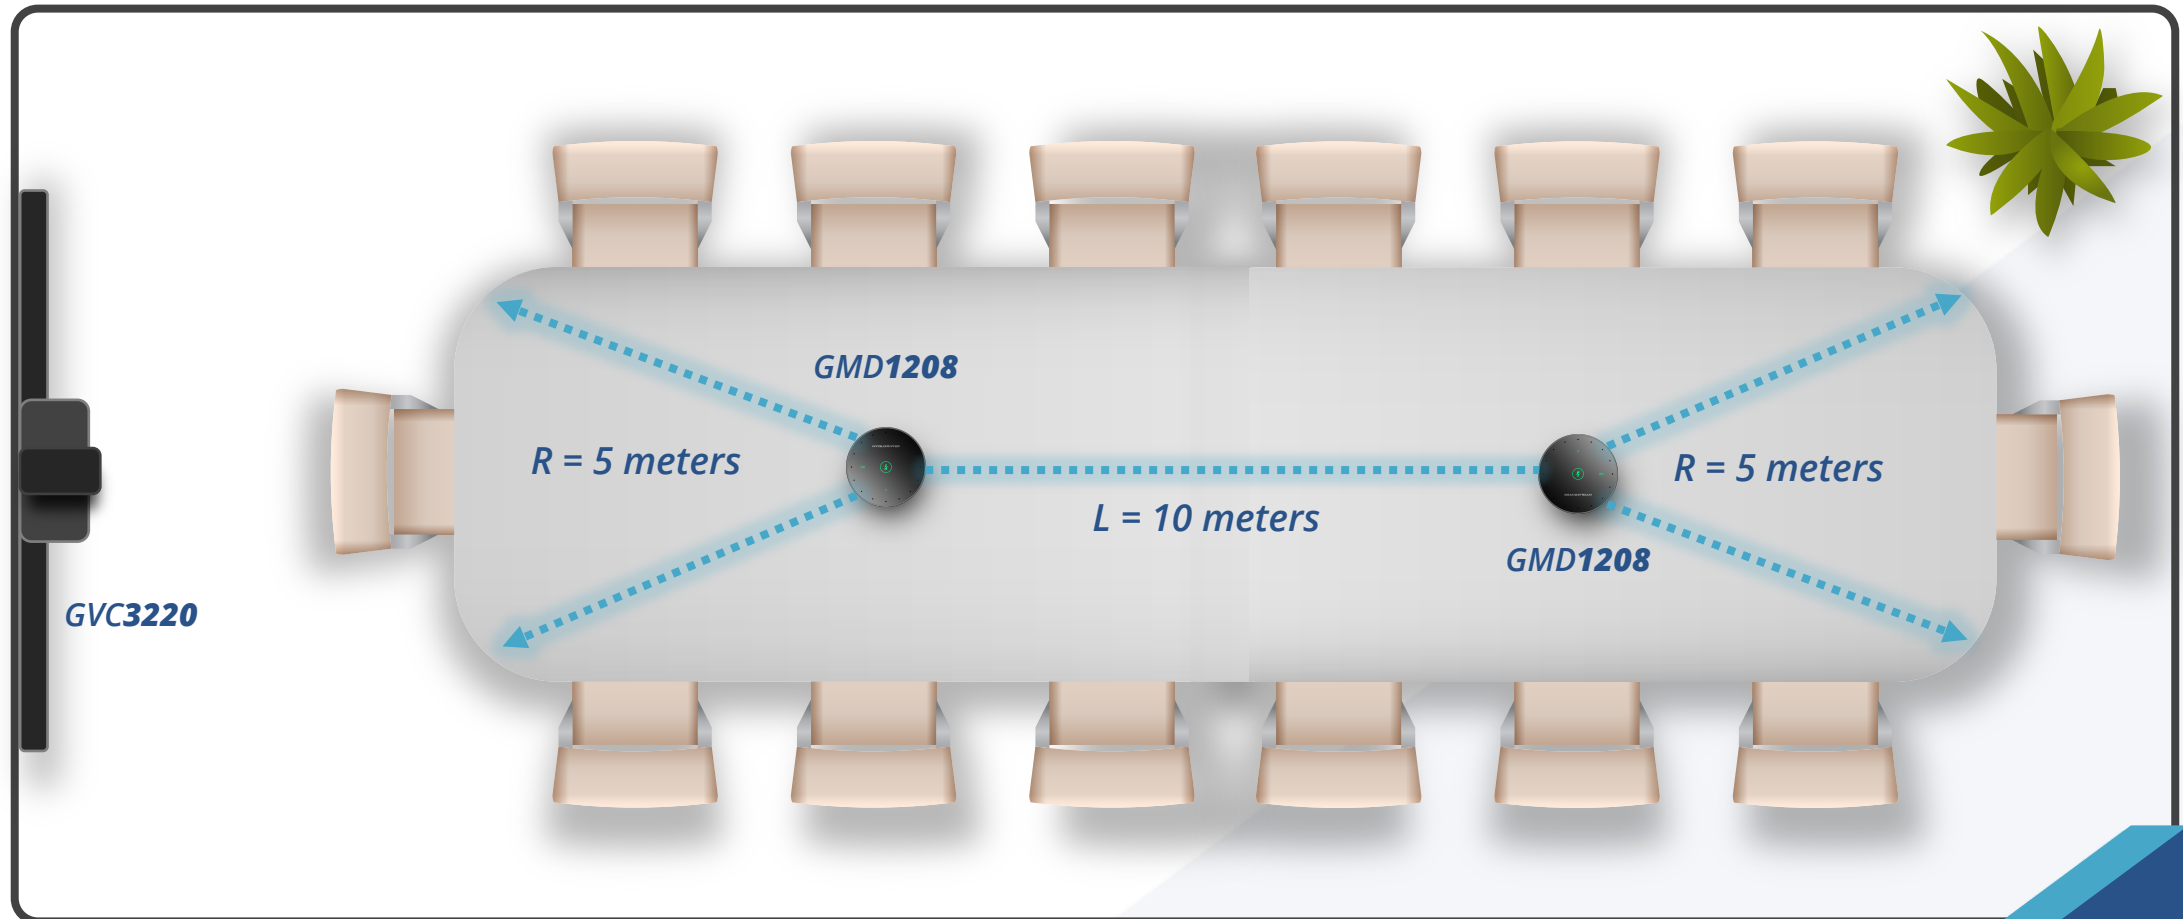 GMD1208
R = 5 meters
R = 5 meters
L = 10 meters
GMD1208
GVC3220